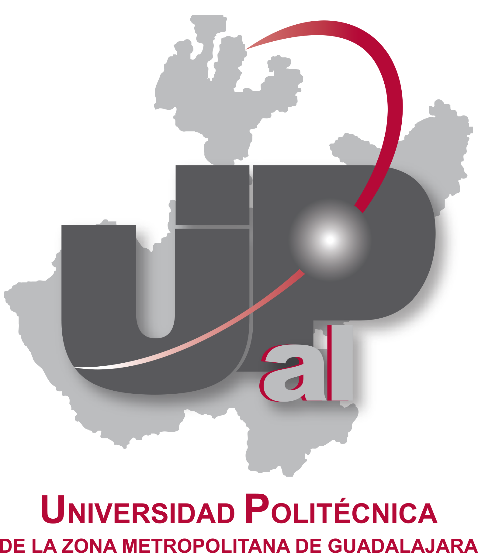 UJP
al
UNIVERSIDAD POLITÉCNICA
DE LA ZONA METROPOLITANA DE GUADALAJARA